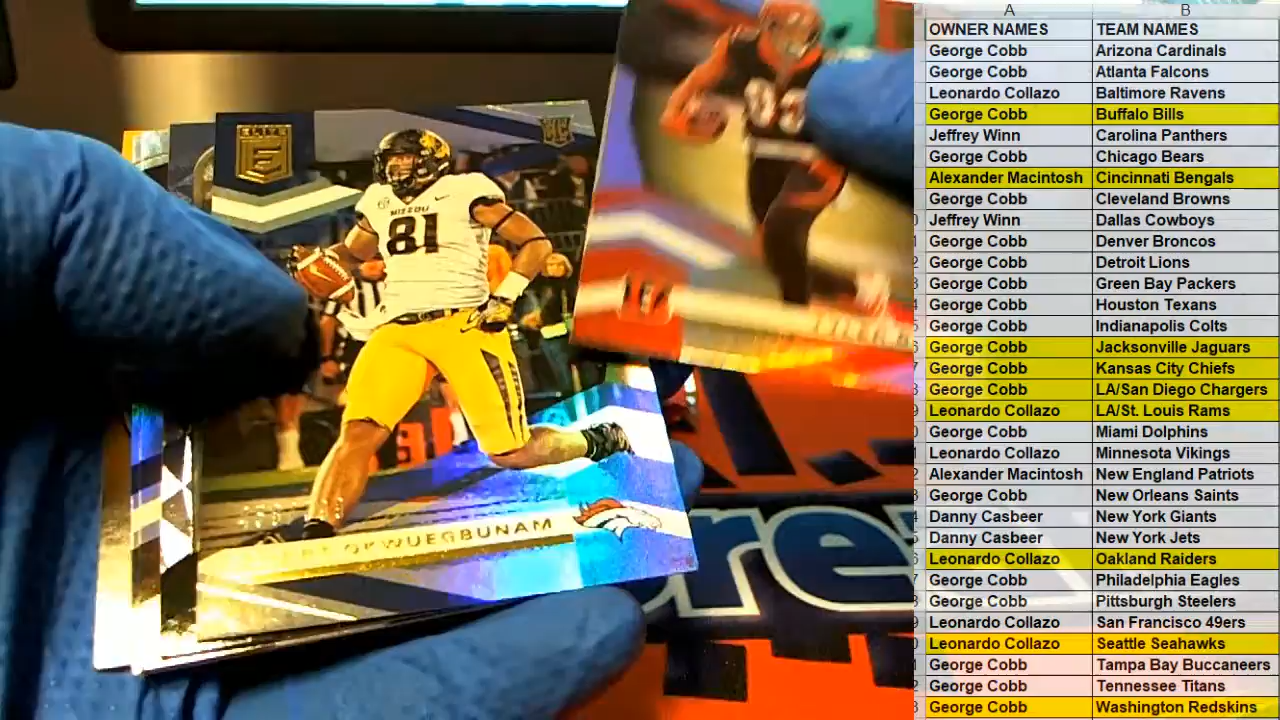 A B
OWNER NAMES TEAM NAMES
George Cobb Arizona Cardinals
George Cobb Atlanta Falcons
Leonardo Collazo Baltimore Ravens
George Cobb Buffalo Bills
Jeffrey Winn Carolina Panthers
George Cobb Chicago Bears
Alexander Macintosh Cincinnati Bengals
George Cobb Cleveland Browns
Jeffrey Winn Dallas Cowboys
George Cobb Denver Broncos
George Cobb Detroit Lions
George Cobb Green Bay Packers
George Cobb Houston Texans
George Cobb Indianapolis Colts
George Cobb Jacksonville Jaguars
George Cobb Kansas City Chiefs
George Cobb LA/San Diego Chargers
Leonardo Collazo LA/St. Louis Rams
George Cobb Miami Dolphins
Leonardo Collazo Minnesota Vikings
Alexander Macintosh New England Patriots
George Cobb New Orleans Saints
Danny Casbeer New York Giants
Danny Casbeer New York Jets
Leonardo Collazo Oakland Raiders
George Cobb Philadelphia Eagles
George Cobb Pittsburgh Steelers
Leonardo Collazo San Francisco 49ers
Leonardo Collazo Seattle Seahawks
George Cobb Tampa Bay Buccaneers
George Cobb Tennessee Titans
George Cobb Washington Redskins
ELITE
E
RC
MIZZOU
81
OKWUEGBUNAM